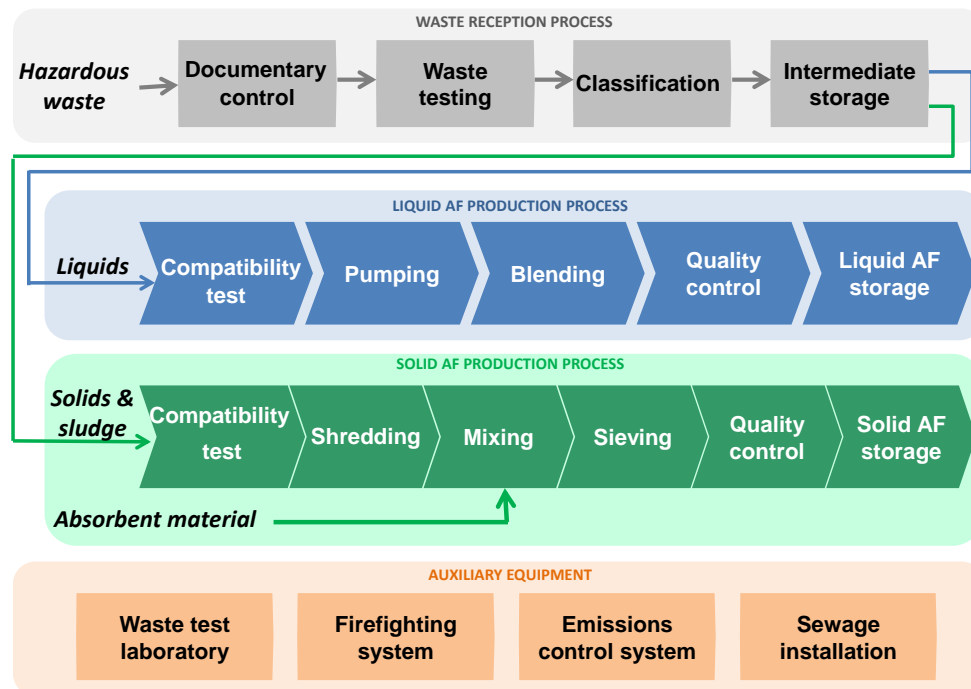 WASTE RECEPTION PROCESS
Hazardous
waste
Documentary
control
Waste
testing
Classification
Intermediate
storage
LIQUID AF PRODUCTION PROCESS
Liquids
Compatibility
test
Pumping
Blending
Quality
control
Liquid AF
storage
SOLID AF PRODUCTION PROCESS
Solids &
sludge
Compatibility
test
Shredding
Mixing
Sieving
Quality
control
Solid AF
storage
Absorbent material
AUXILIARY EQUIPMENT
Waste test
laboratory
Firefighting
system
Emissions
control system
Sewage
installation